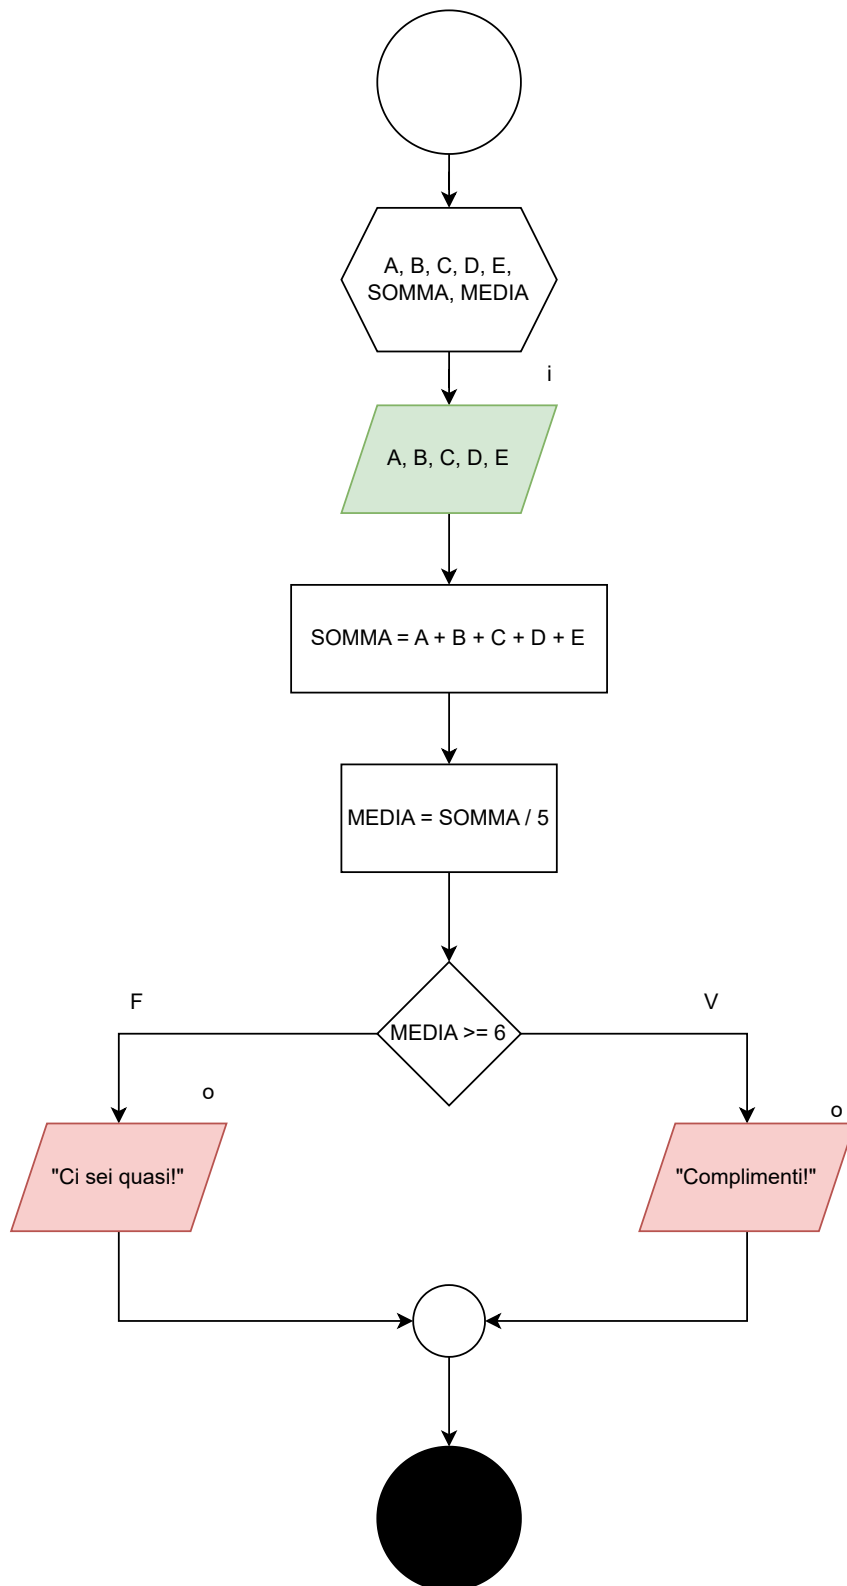 A, B, C, D, E,
SOMMA, MEDIA
i
A, B, C, D, E
SOMMA = A + B + C + D + E
MEDIA = SOMMA / 5
MEDIA >= 6
F
V
o
"Ci sei quasi!"
o
"Complimenti!"